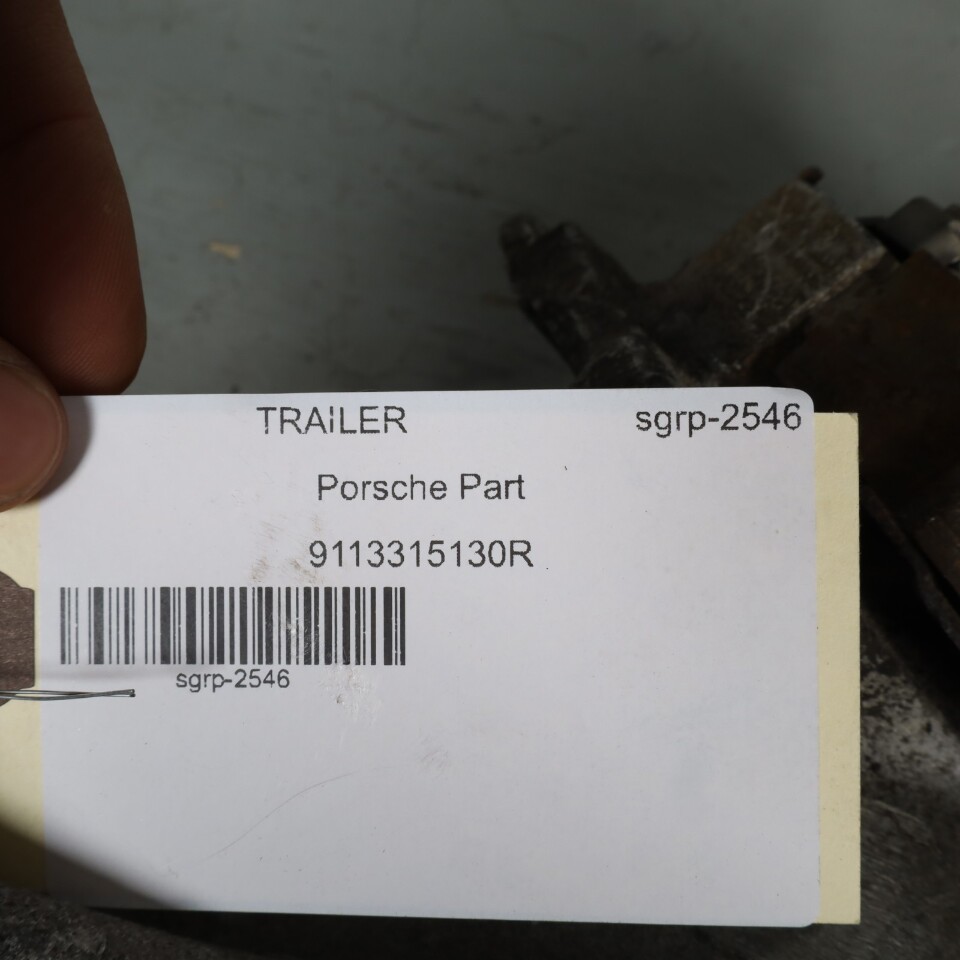 TRAILER sgrp-2546
Porsche Part
9113315130R
sgrp-2546